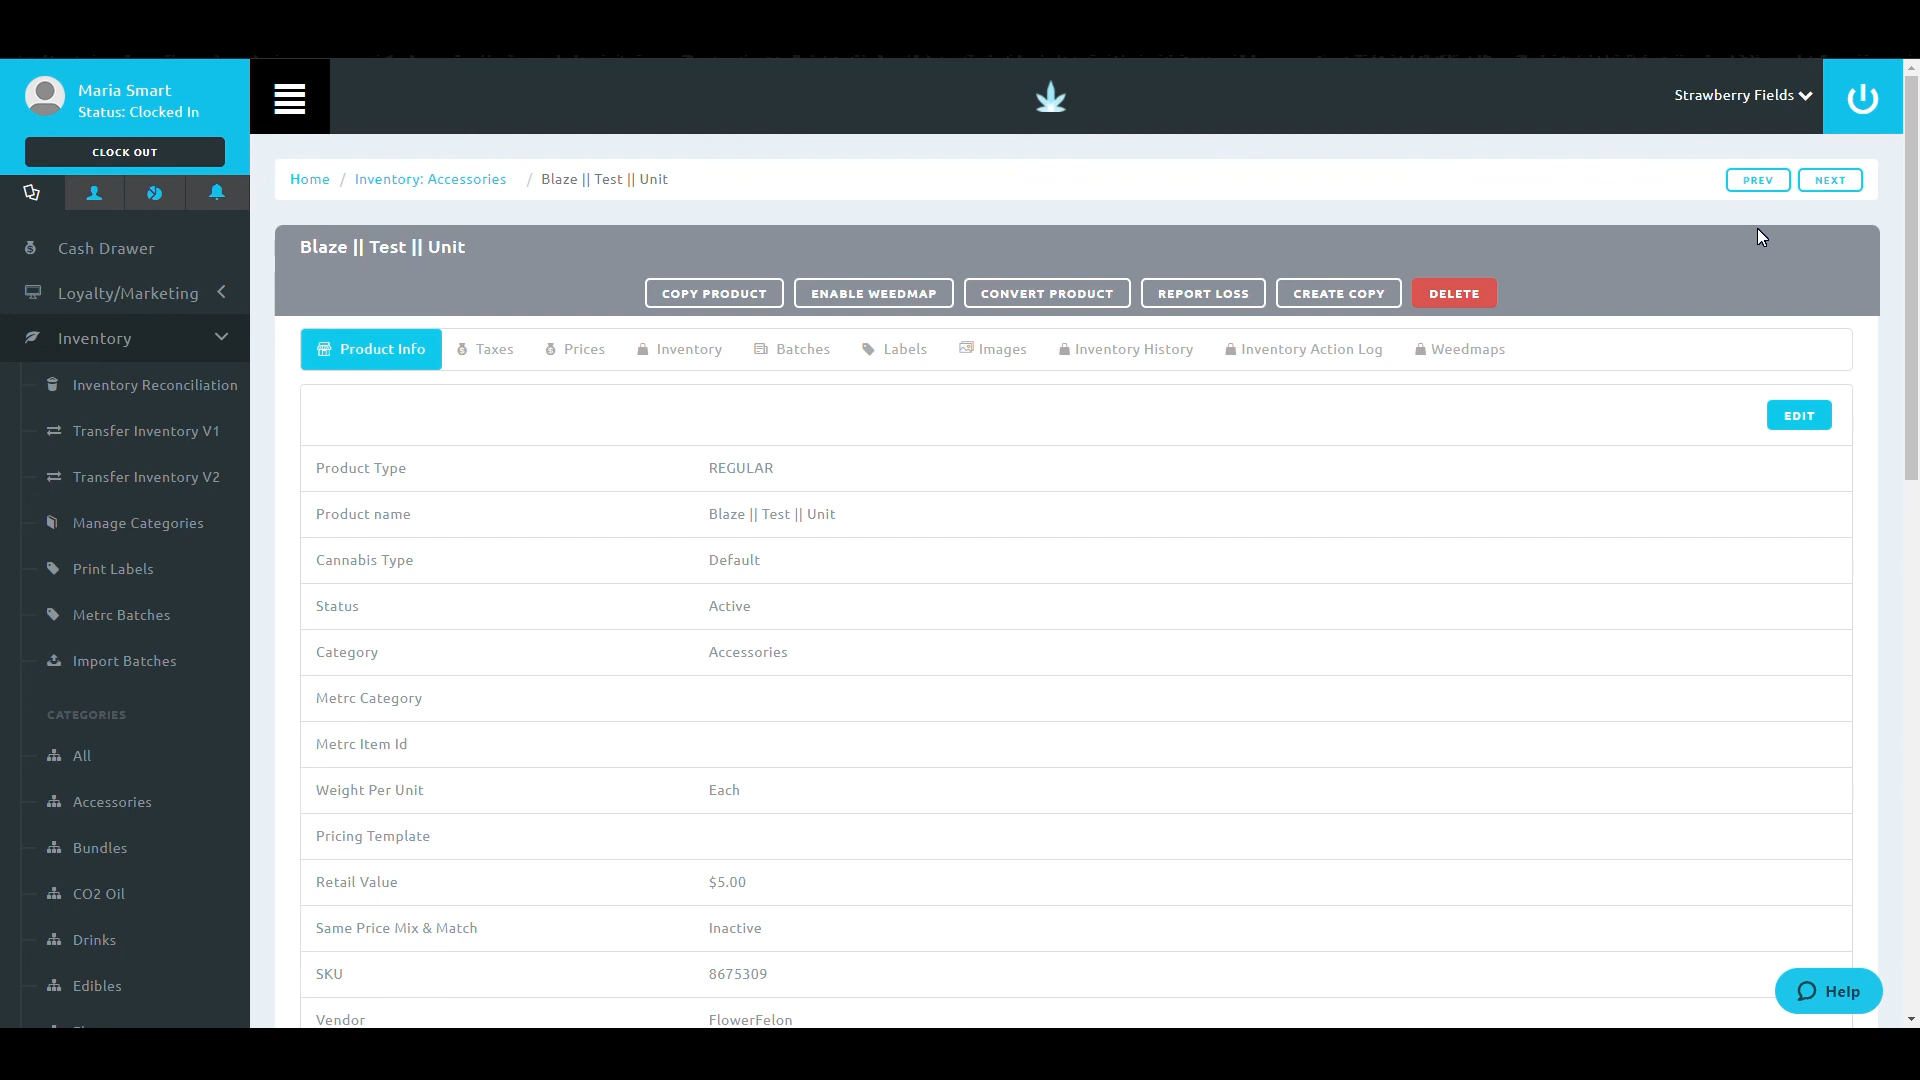 Maria Smart
Status: Clocked In
CLOCK OUT
Strawberry Fields
Home / Inventory: Accessories / Blaze || Test || Unit
PREV NEXT
Blaze || Test || Unit
COPY PRODUCT ENABLE WEEDMAP CONVERT PRODUCT REPORT LOSS CREATE COPY DELETE
Product Info Taxes Prices Inventory Batches Labels Images Inventory History Inventory Action Log Weedmaps
EDIT
Product Type REGULAR
Product name Blaze || Test || Unit
Cannabis Type Default
Status Active
Category Accessories
Metrc Category
Metrc Item Id
Weight Per Unit Each
Pricing Template
Retail Value $5.00
Same Price Mix & Match Inactive
SKU 8675309
Vendor FlowerFelon
Cash Drawer
Loyalty/Marketing
Inventory
Inventory Reconciliation
Transfer Inventory V1
Transfer Inventory V2
Manage Categories
Print Labels
Metrc Batches
Import Batches
CATEGORIES
All
Accessories
Bundles
CO2 Oil
Drinks
Edibles
Help